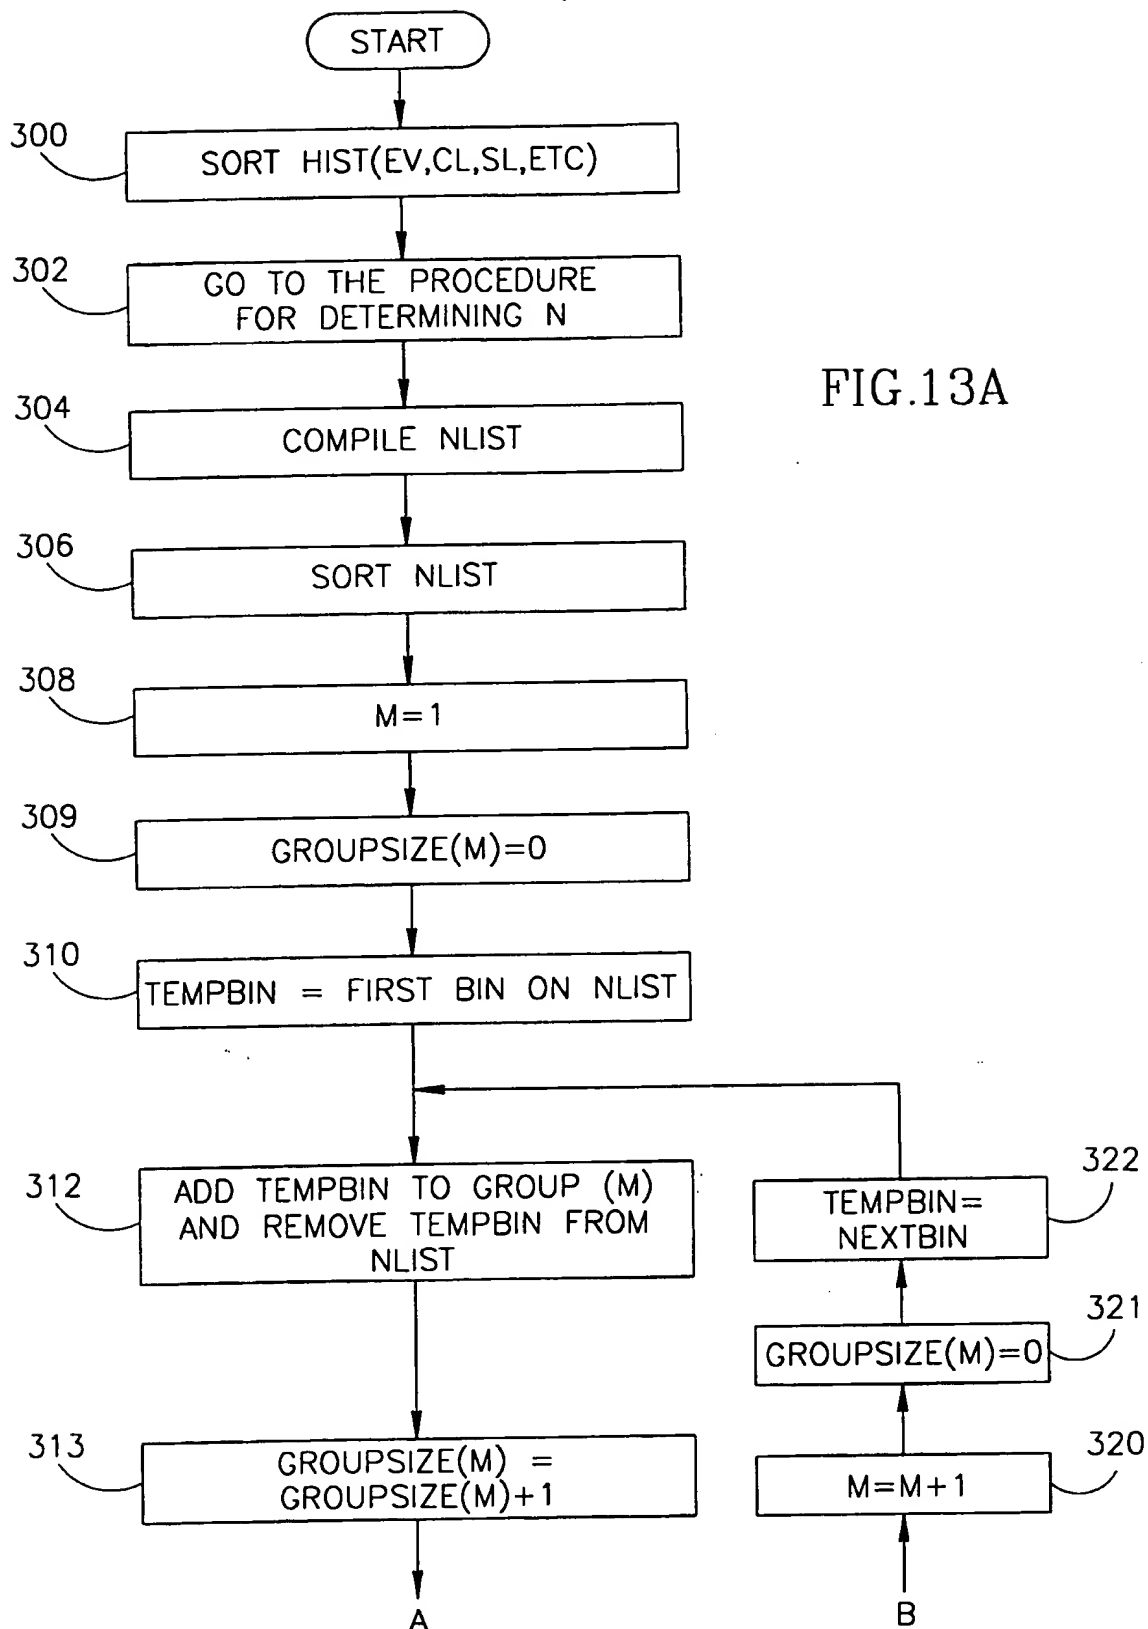 START
300
SORT HIST(EV,CL,SL,ETC)
302
GO TO THE PROCEDURE
FOR DETERMINING N
FIG.13A
304
COMPILE NLIST
306
SORT NLIST
308
M=1
309
GROUPSIZE(M)=0
310
TEMPBIN = FIRST BIN ON NLIST
312
ADD TEMPBIN TO GROUP (M)
AND REMOVE TEMPBIN FROM
NLIST
322
TEMPBIN=
NEXTBIN
321
GROUPSIZE(M)=0
313
GROUPSIZE(M) =
GROUPSIZE(M)+1
320
M=M+1
A
B